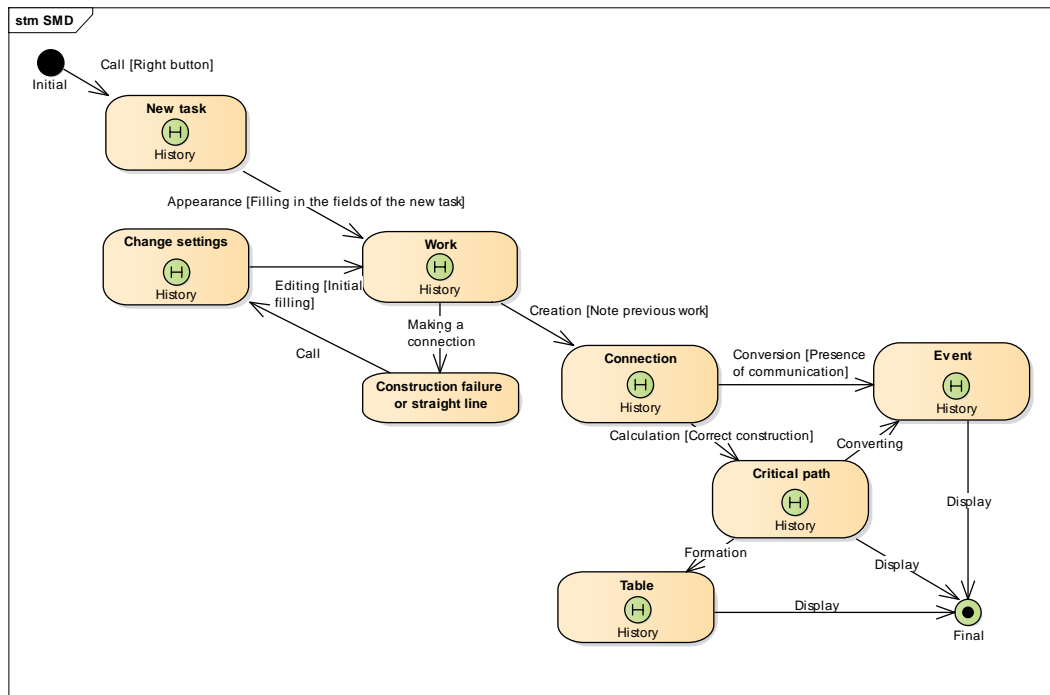 stm SMD
Initial
Call [Right button]
New task
History
Appearance [Filling in the fields of the new task]
Change settings
History
Work
History
Editing [Initial
filling]
Making a
connection
Call
Construction failure
or straight line
Creation [Note previous work]
Connection
History
Conversion [Presence
of communication]
Event
History
Calculation [Correct construction]
Converting
Critical path
History
Display
Formation
Display
Table
History
Display
Final